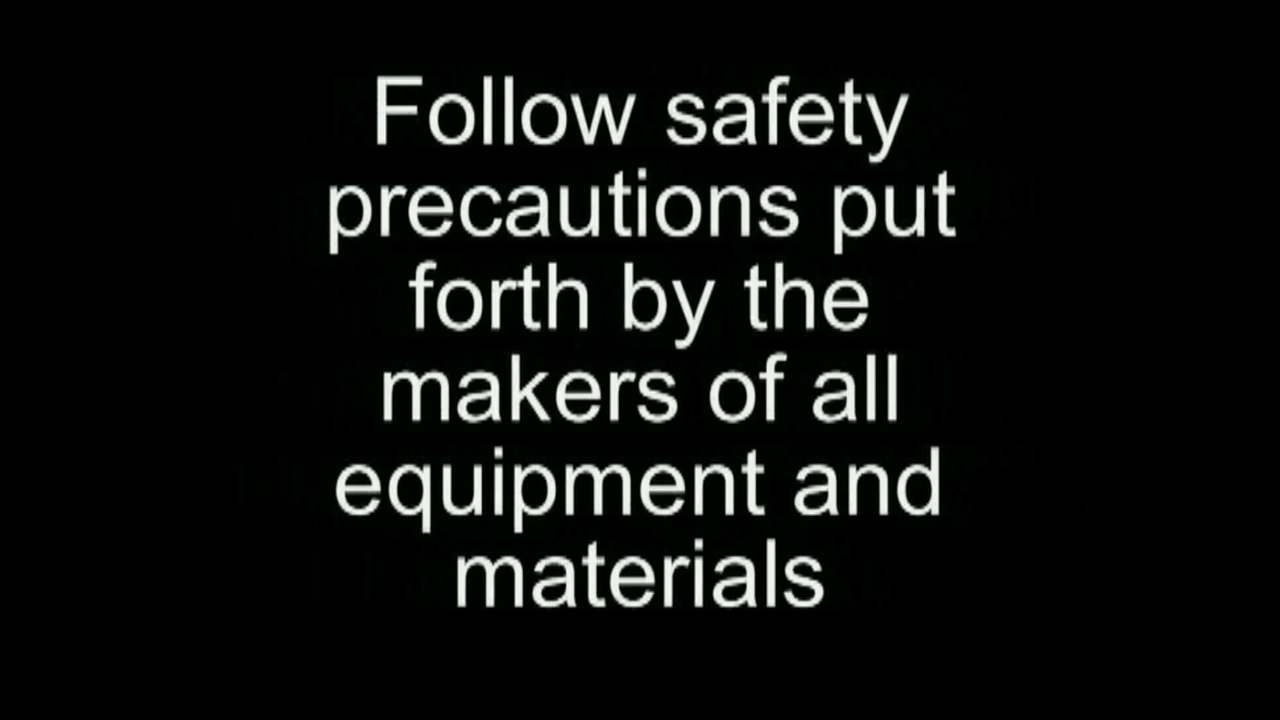 Follow safety
precautions put
forth by the
makers of all
equipment and
materials